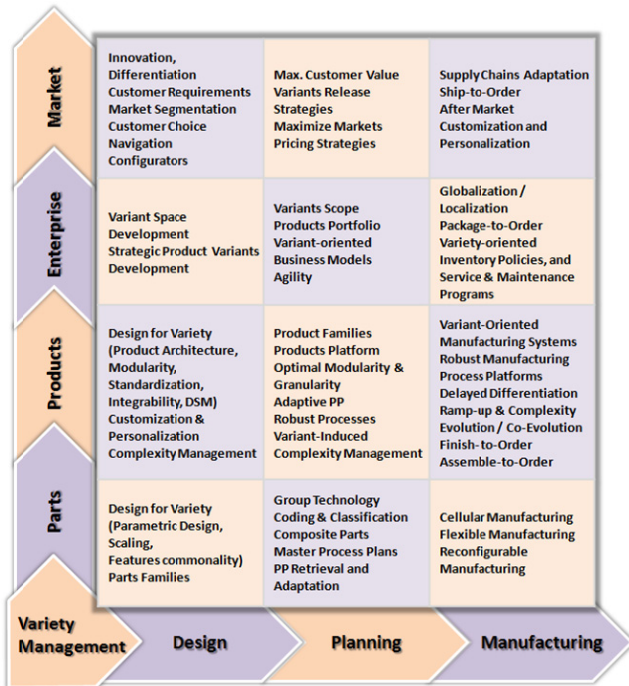 Market
Innovation,
Differentiation
Customer Requirements
Market Segmentation
Customer Choice
Navigation
Configurators
Max. Customer Value
Variants Release
Strategies
Maximize Markets
Pricing Strategies
Supply Chains Adaptation
Ship-to-Order
After Market
Customization and
Personalization
Enterprise
Variant Space
Development
Strategic Product Variants
Development
Variants Scope
Products Portfolio
Variant-oriented
Business Models
Agility
Globalization /
Localization
Package-to-Order
Variety-oriented
Inventory Policies, and
Service & Maintenance
Programs
Products
Design for Variety
(Product Architecture,
Modularity,
Standardization,
Integrability, DSM)
Customization &
Personalization
Complexity Management
Product Families
Products Platform
Optimal Modularity &
Granularity
Adaptive PP
Robust Processes
Variant-Induced
Complexity Management
Variant-Oriented
Manufacturing Systems
Robust Manufacturing
Process Platforms
Delayed Differentiation
Ramp-up & Complexity
Evolution / Co-Evolution
Finish-to-Order
Assemble-to-Order
Parts
Design for Variety
(Parametric Design,
Scaling,
Features commonality)
Parts Families
Group Technology
Coding & Classification
Composite Parts
Master Process Plans
PP Retrieval and
Adaptation
Cellular Manufacturing
Flexible Manufacturing
Reconfigurable
Manufacturing
Variety
Management
Design
Planning
Manufacturing